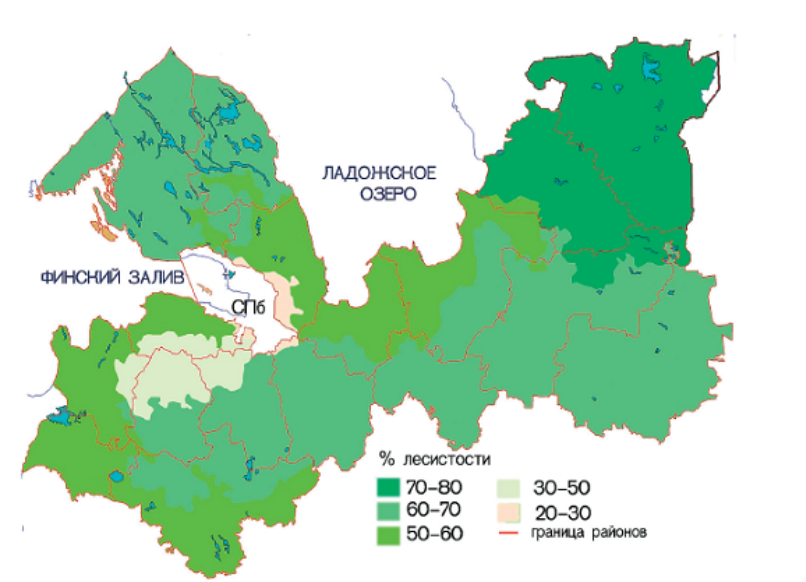 ЛАДОЖСКОЕ
ОЗЕРО
ФИНСКИЙ ЗАЛИВ
СПб
% лесистости
70-80
60-70
50-60
30-50
20-30
граница районов